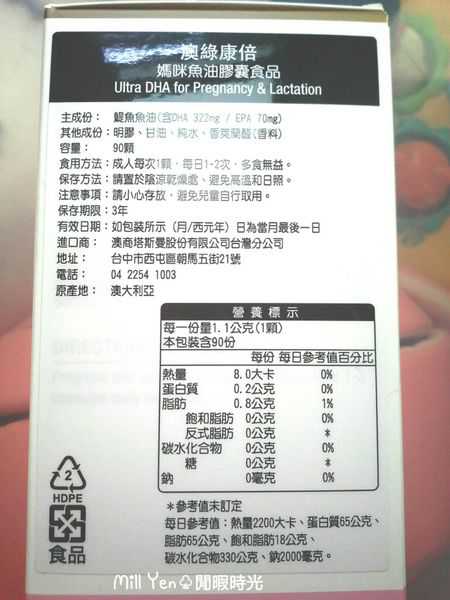 澳綠康倍
媽咪魚油膠囊食品
Ultra DHA for Pregnancy & Lactation
主成份： 鯷魚魚油(含DHA 322mg / EPA 70mg)
其他成份：明膠、甘油、純水、香莢蘭醛(香料)
容量： 90顆
食用方法：成人每次1顆，每日1-2次，多食無益。
保存方法：請置於陰涼乾燥處、避免高溫和日照。
注意事項：請小心存放，避免兒童自行取用。
保存期限：3年
有效日期：如包裝所示（月/西元年）日為當月最後一日
進口商： 澳商塔斯曼股份有限公司台灣分公司
地址： 台中市西屯區朝馬五街21號
電話： 04 2254 1003
原產地： 澳大利亞
營養標示
每一份量1.1公克(1顆)
本包裝含90份
每份 每日參考值百分比
熱量 8.0大卡 0%
蛋白質 0.2公克 0%
脂肪 0.8公克 1%
飽和脂肪 0公克 0%
反式脂肪 0公克 *
碳水化合物 0公克 0%
糖 0公克 *
鈉 0毫克 0%
*參考值未訂定
每日參考值：熱量2200大卡、蛋白質65公克、
脂肪65公克、飽和脂肪18公克、
碳水化合物330公克、鈉2000毫克。
2
HDPE
食品
Mill Yen♤閒暇時光